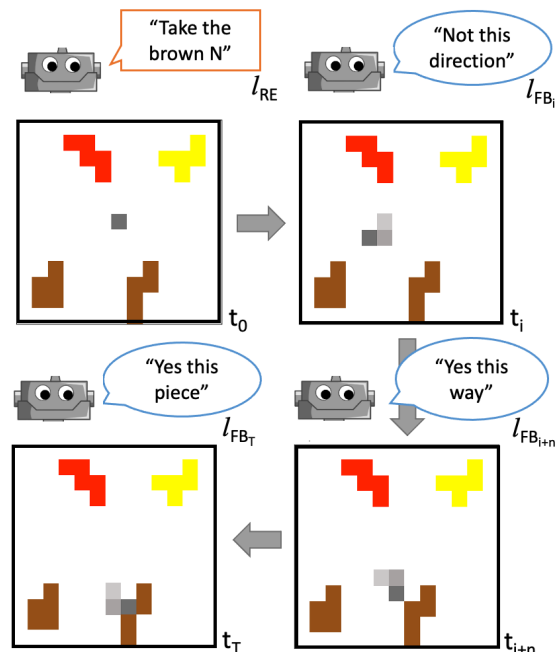 “Take the
brown N”
l_RE
“Not this
direction”
l_FB_i
t_0
t_i
“Yes this
piece”
l_FB_T
“Yes this
way”
l_FB_i+n
t_T
t_i+n